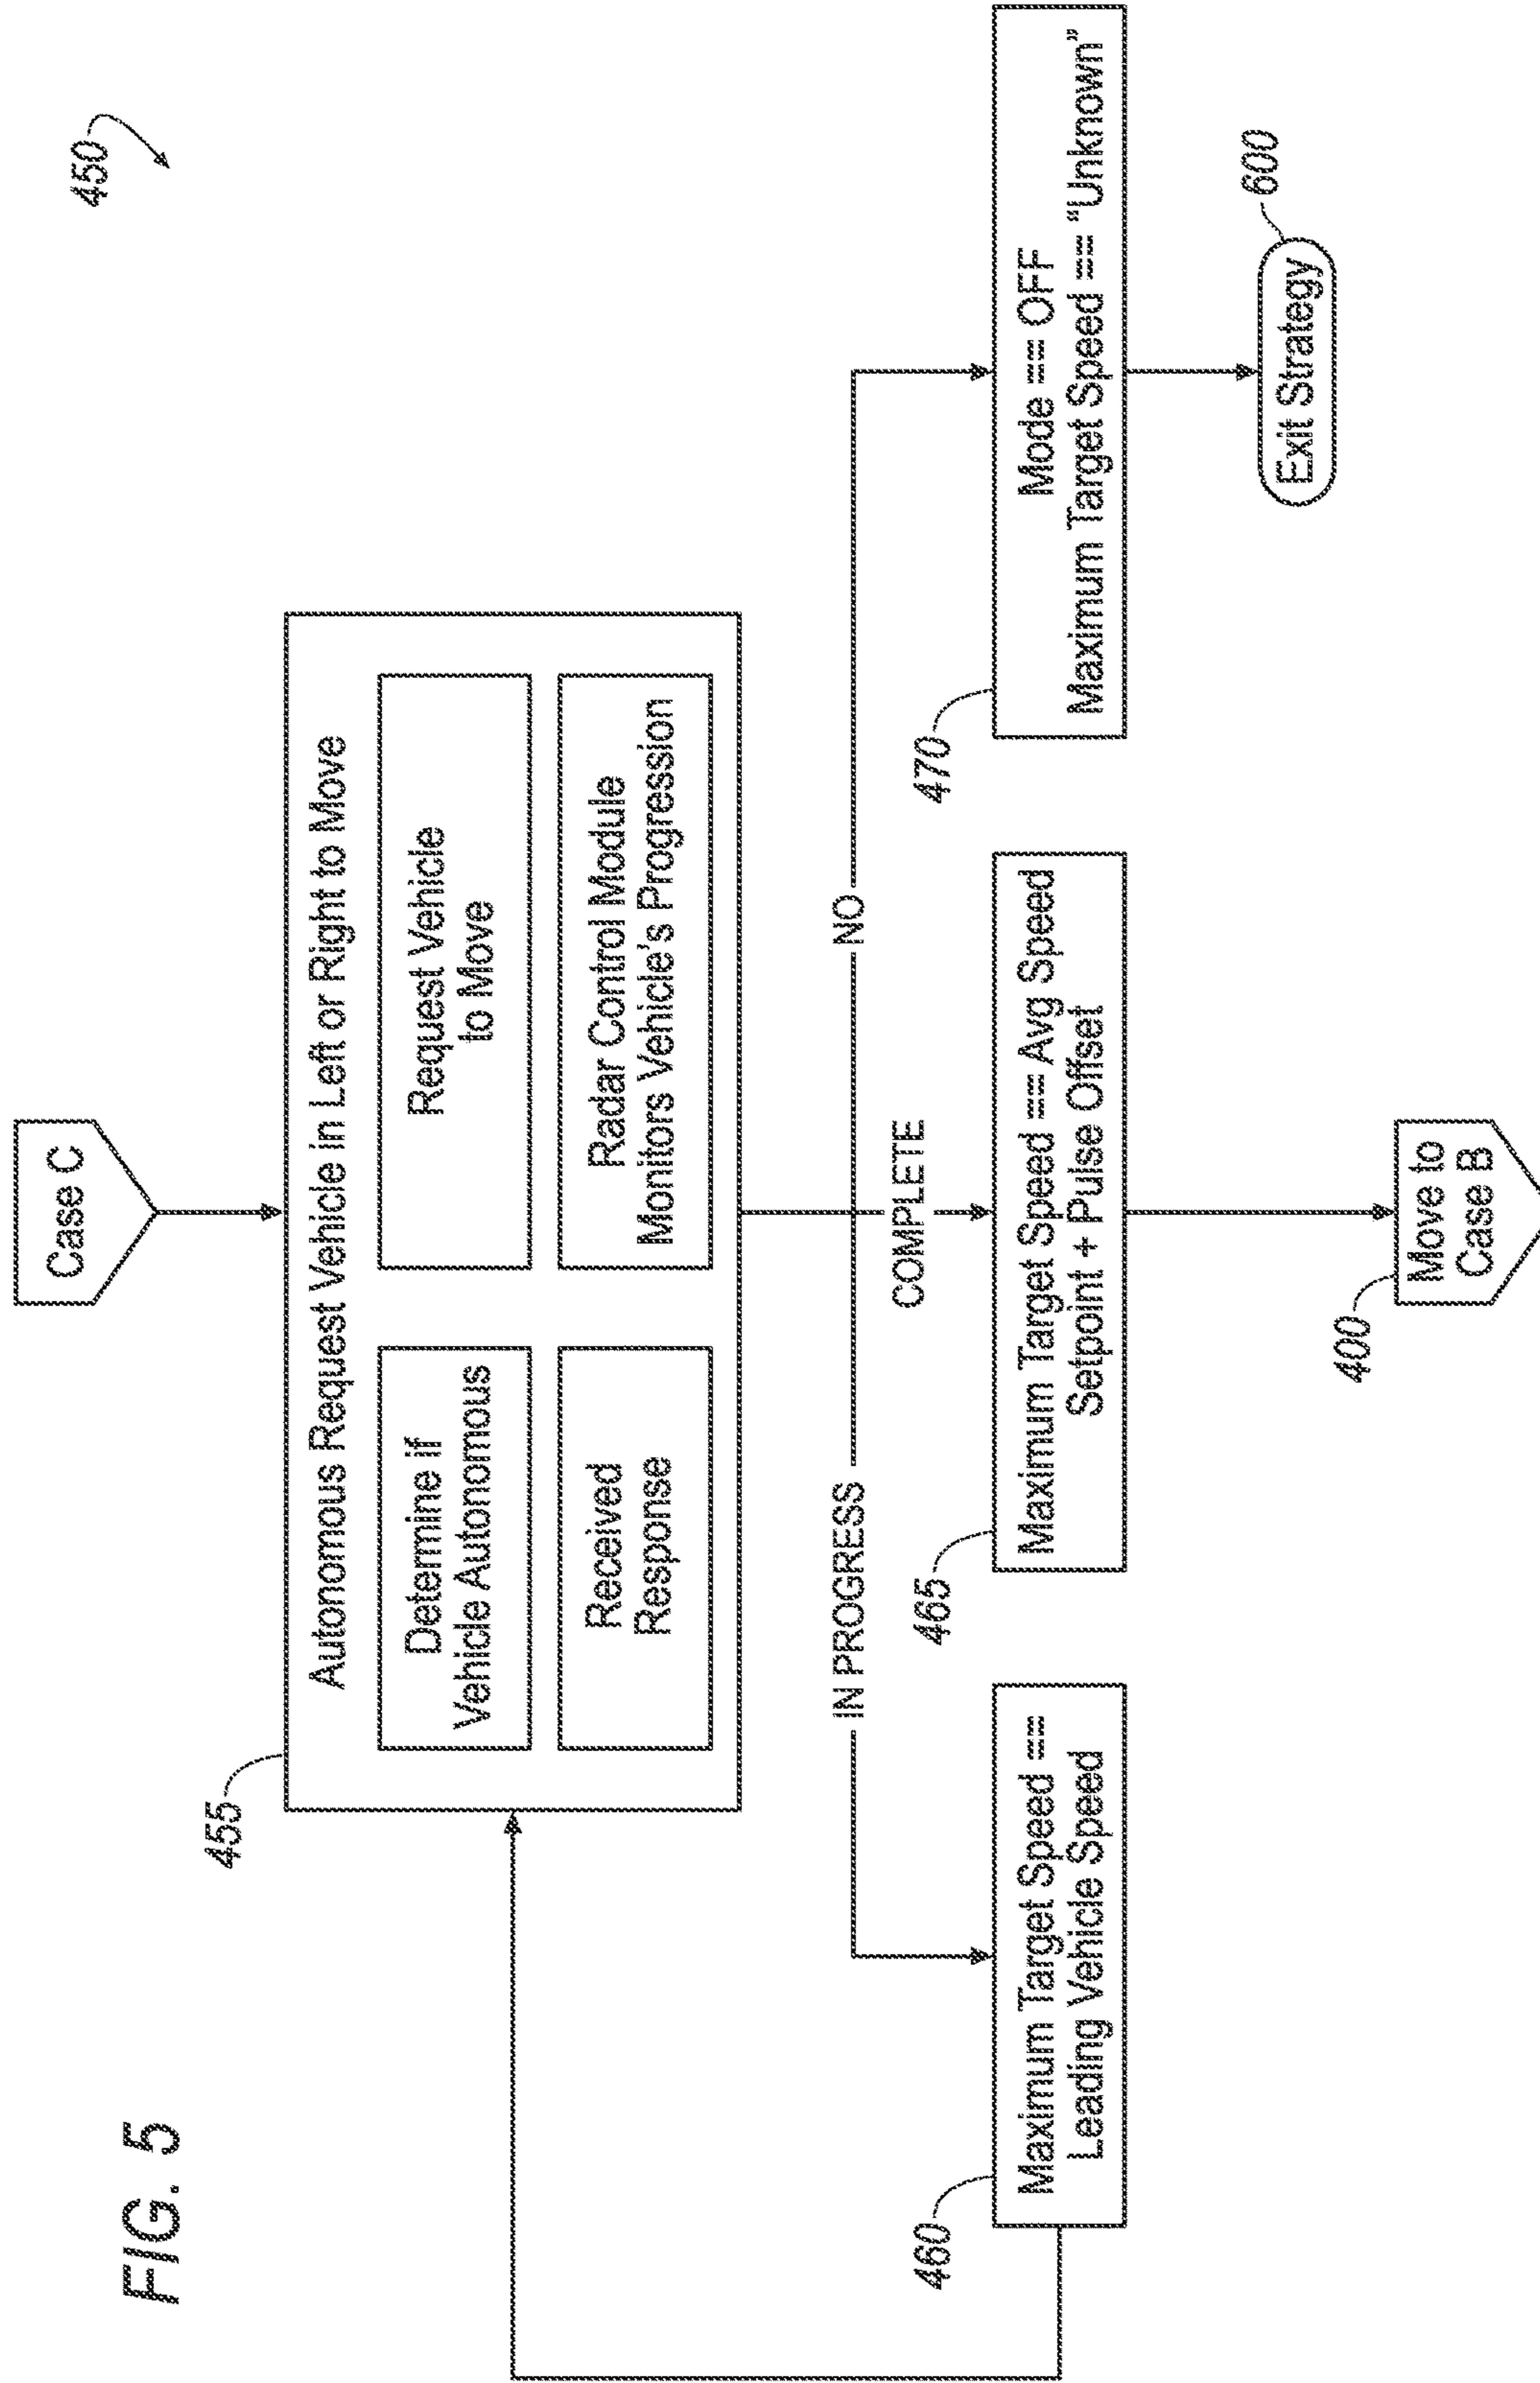 FIG. 5
450
Case C
455
Autonomous Request Vehicle in Left or Right to Move
Determine if
Vehicle Autonomous
Request Vehicle
to Move
Received
Response
Radar Control Module
Monitors Vehicle's Progression
IN PROGRESS
COMPLETE
NO
460
Maximum Target Speed ==
Leading Vehicle Speed
465
Maximum Target Speed == Avg Speed
Setpoint + Pulse Offset
470
Mode == OFF
Maximum Target Speed == "Unknown"
400
Move to
Case B
600
Exit Strategy